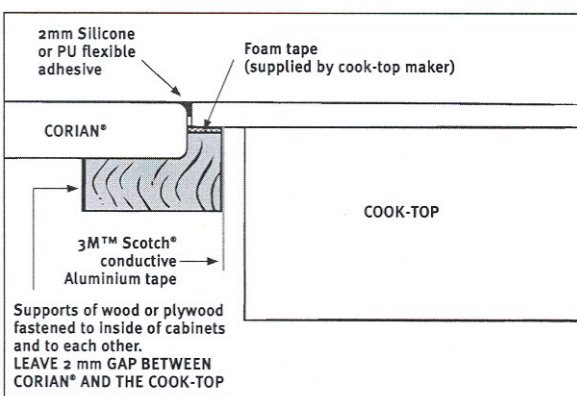 2mm Silicone
or PU flexible
adhesive
Foam tape
(supplied by cook-top maker)
CORIAN®
COOK-TOP
3M™ Scotch®
conductive
Aluminium tape
Supports of wood or plywood
fastened to inside of cabinets
and to each other.
LEAVE 2 mm GAP BETWEEN
CORIAN® AND THE COOK-TOP